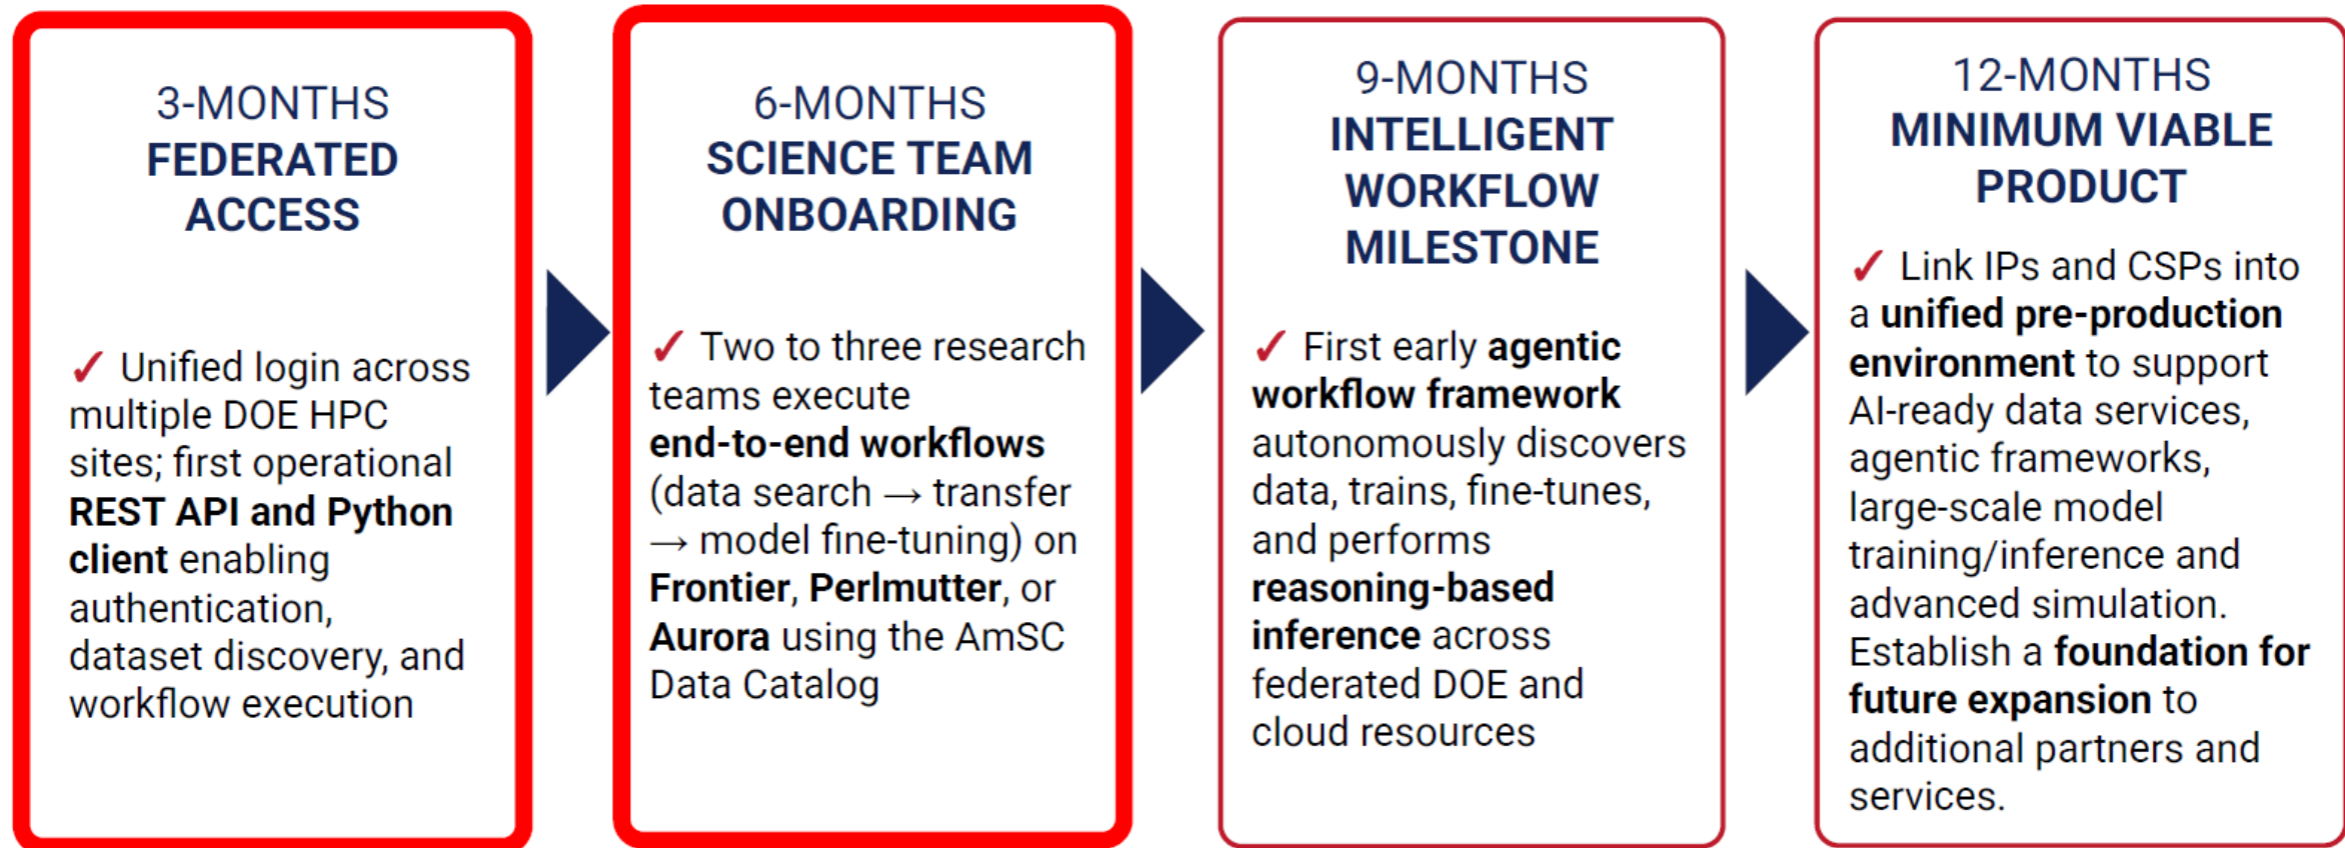 3-MONTHS
FEDERATED
ACCESS
✓ Unified login across
multiple DOE HPC
sites; first operational
REST API and Python
client enabling
authentication,
dataset discovery, and
workflow execution
6-MONTHS
SCIENCE TEAM
ONBOARDING
✓ Two to three research
teams execute
end-to-end workflows
(data search → transfer
→ model fine-tuning) on
Frontier, Perlmutter, or
Aurora using the AmSC
Data Catalog
9-MONTHS
INTELLIGENT
WORKFLOW
MILESTONE
✓ First early agentic
workflow framework
autonomously discovers
data, trains, fine-tunes,
and performs
reasoning-based
inference across
federated DOE and
cloud resources
12-MONTHS
MINIMUM VIABLE
PRODUCT
✓ Link IPs and CSPs into
a unified pre-production
environment to support
AI-ready data services,
agentic frameworks,
large-scale model
training/inference and
advanced simulation.
Establish a foundation for
future expansion to
additional partners and
services.